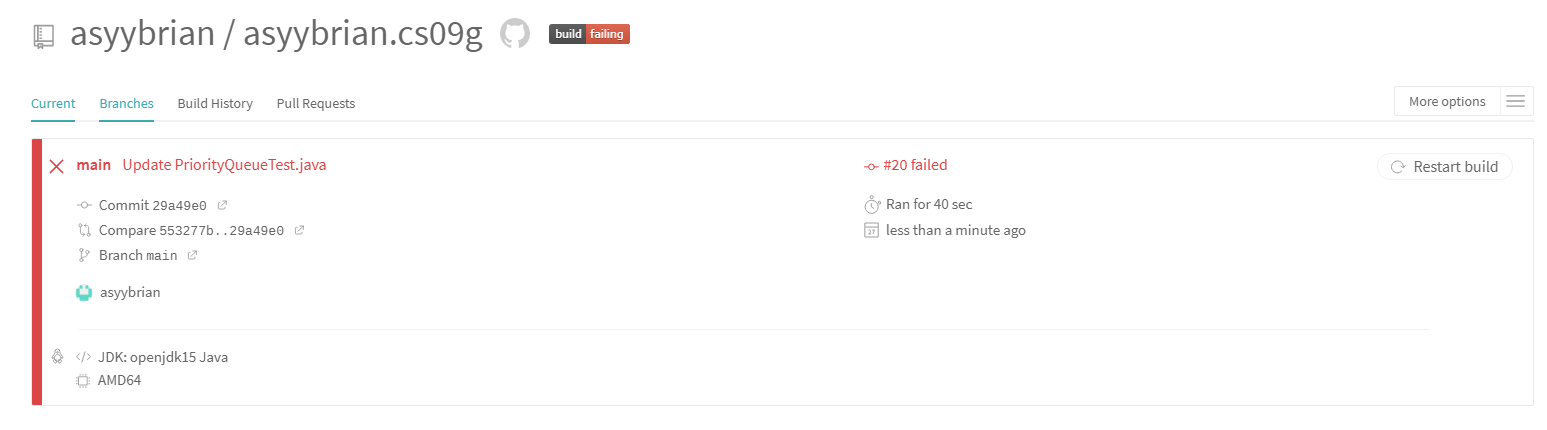 asyybrian / asyybrian.cs09g build failing
Current Branches Build History Pull Requests More options
main Update PriorityQueueTest.java #20 failed Restart build
Commit 29a49e0 Ran for 40 sec
Compare 553277b..29a49e0 27 less than a minute ago
Branch main
asyybrian
</> JDK: openjdk15 Java
AMD64